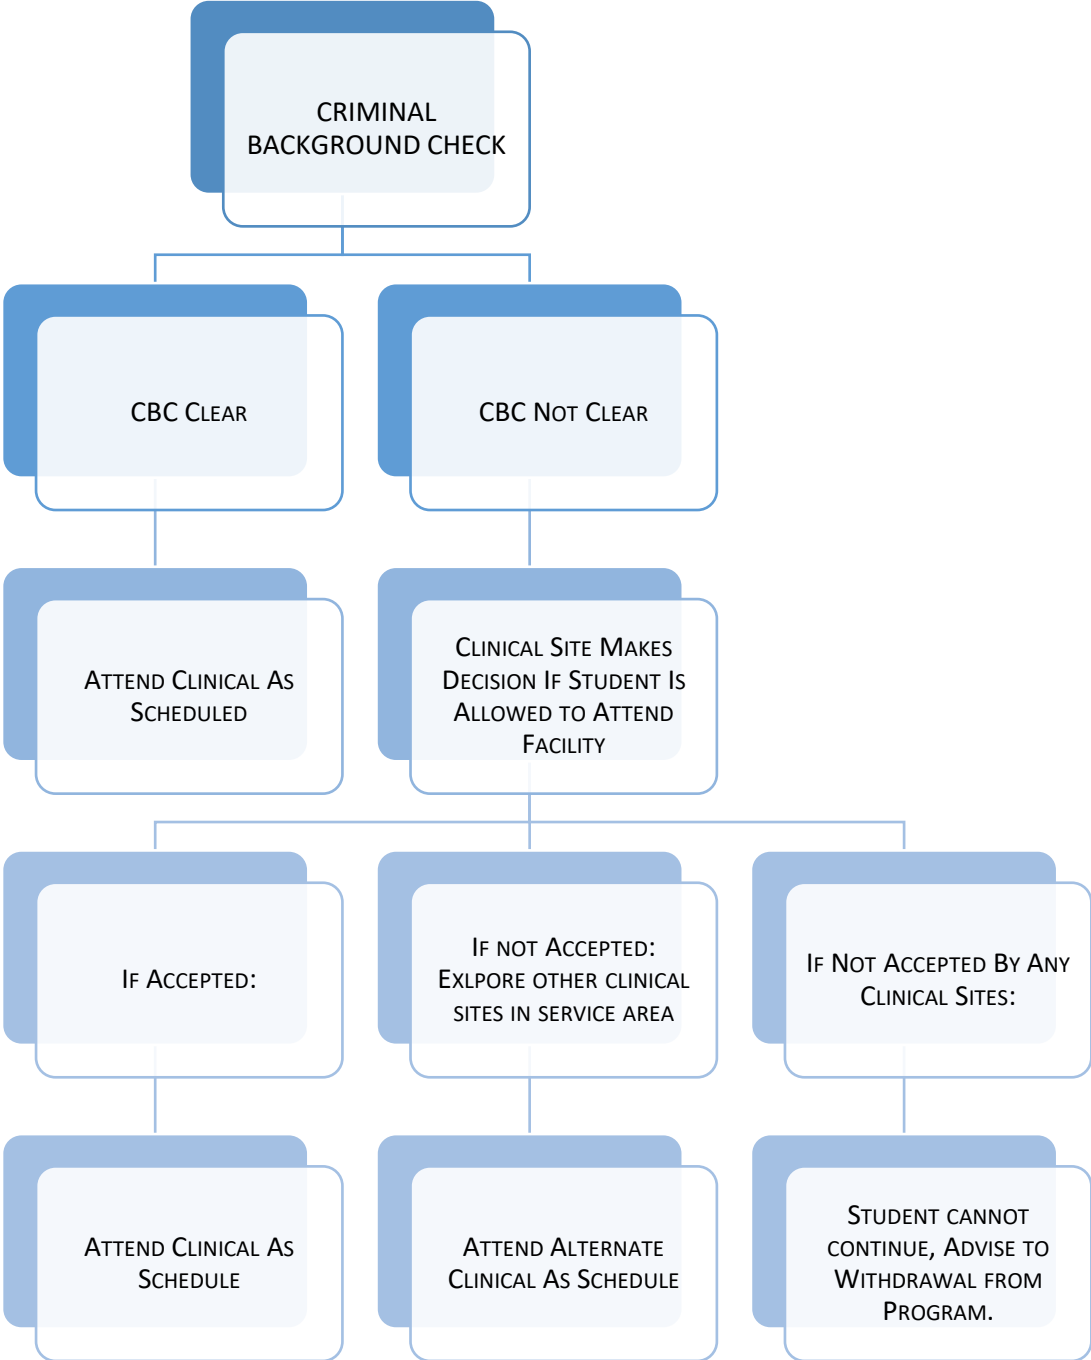 CRIMINAL
BACKGROUND CHECK
CBC CLEAR
CBC NOT CLEAR
ATTEND CLINICAL AS
SCHEDULED
CLINICAL SITE MAKES
DECISION IF STUDENT IS
ALLOWED TO ATTEND
FACILITY
IF ACCEPTED:
IF NOT ACCEPTED:
EXLPORE OTHER CLINICAL
SITES IN SERVICE AREA
IF NOT ACCEPTED BY ANY
CLINICAL SITES:
ATTEND CLINICAL AS
SCHEDULE
ATTEND ALTERNATE
CLINICAL AS SCHEDULE
STUDENT CANNOT
CONTINUE, ADVISE TO
WITHDRAWAL FROM
PROGRAM.